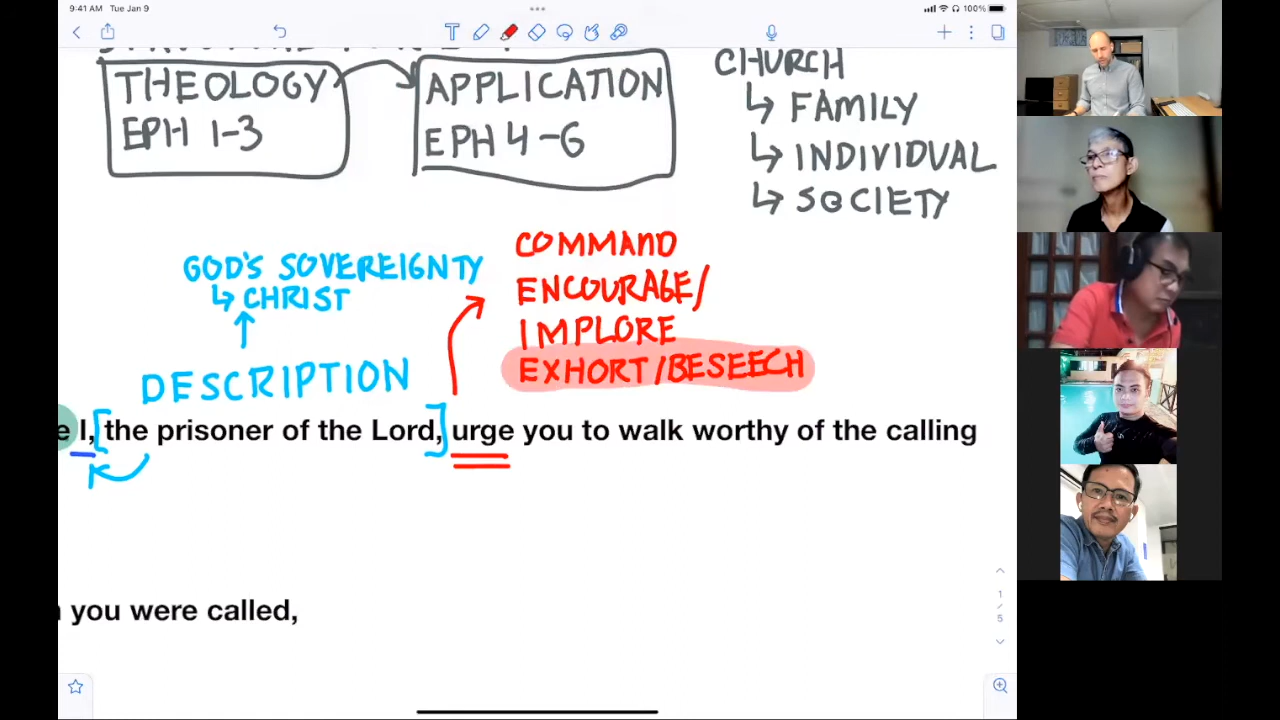 9:41 AM Tue Jan 9
100%
THEOLOGY
EPH 1-3
APPLICATION
EPH 4-6
CHURCH
↳ FAMILY
↳ INDIVIDUAL
↳ SOCIETY
GOD'S SOVEREIGNTY
↳ CHRIST
DESCRIPTION
COMMAND
ENCOURAGE/
IMPLORE
EXHORT/BESEECH
I, [the prisoner of the Lord,] urge you to walk worthy of the calling
you were called,
1
/
5